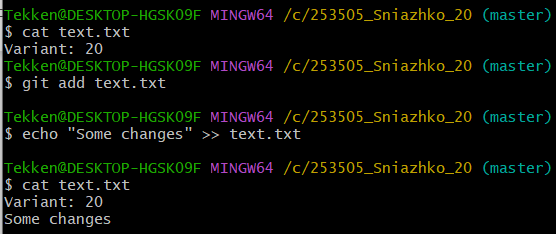 Tekken@DESKTOP-HGSK09F MINGW64 /c/253505_Sniazhko_20 (master)
$ cat text.txt
Variant: 20
Tekken@DESKTOP-HGSK09F MINGW64 /c/253505_Sniazhko_20 (master)
$ git add text.txt
Tekken@DESKTOP-HGSK09F MINGW64 /c/253505_Sniazhko_20 (master)
$ echo "Some changes" >> text.txt
Tekken@DESKTOP-HGSK09F MINGW64 /c/253505_Sniazhko_20 (master)
$ cat text.txt
Variant: 20
Some changes